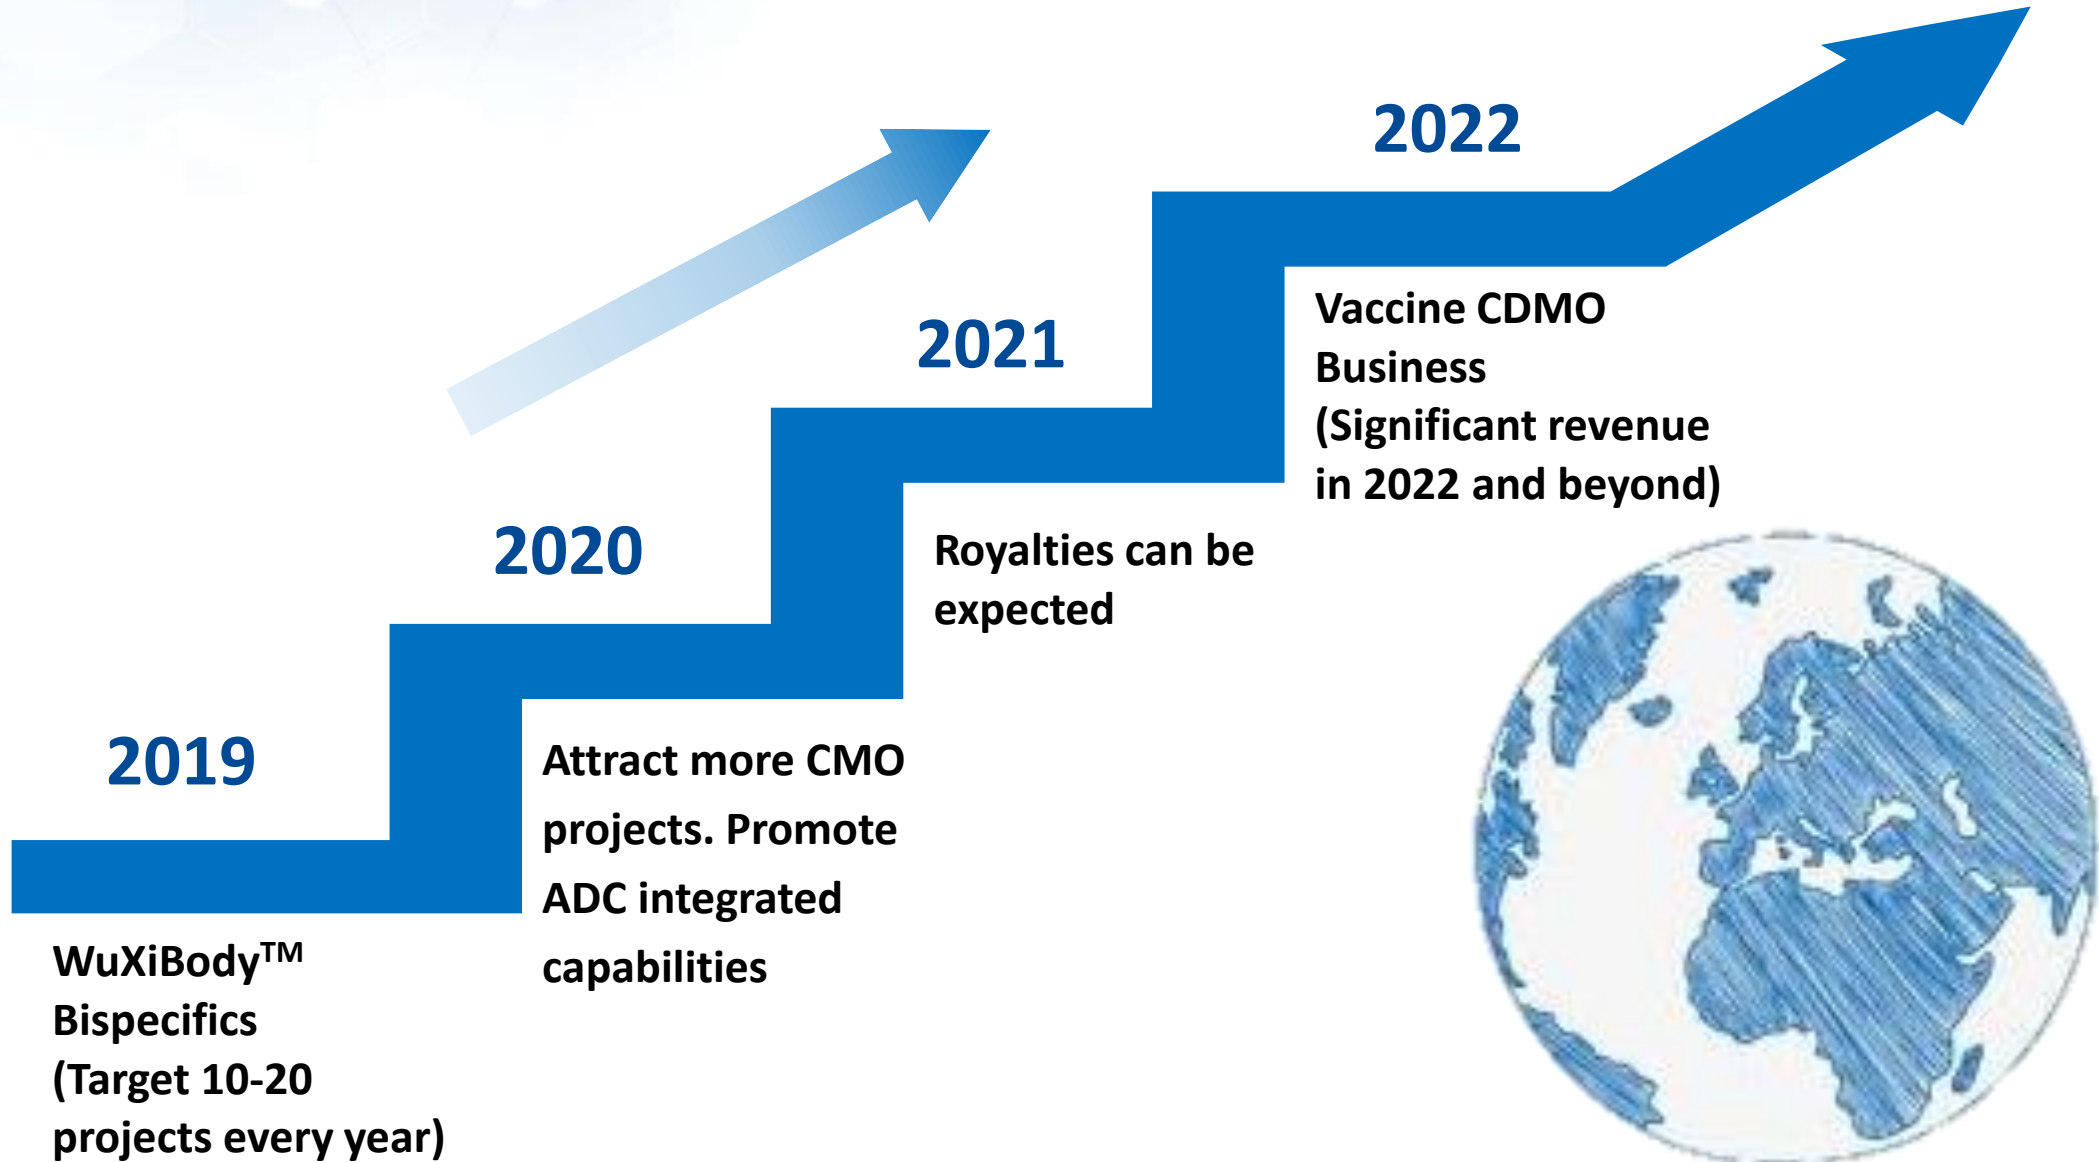 2019
WuXiBody™
Bispecifics
(Target 10-20
projects every year)
2020
Attract more CMO
projects. Promote
ADC integrated
capabilities
2021
Royalties can be
expected
2022
Vaccine CDMO
Business
(Significant revenue
in 2022 and beyond)